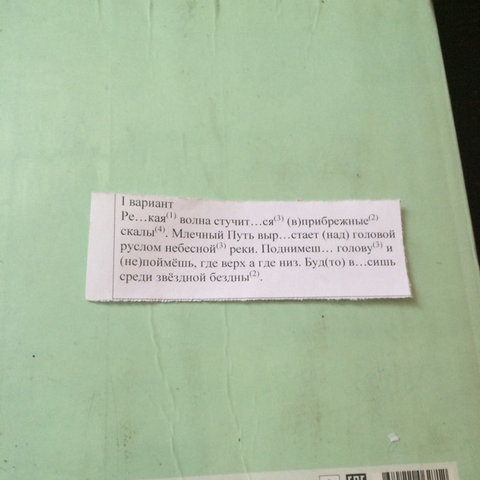 I вариант
Ре…кая(1) волна стучит…ся(3) (в)прибрежные(2)
скалы(4). Млечный Путь выр…стает (над) головой
руслом небесной(3) реки. Поднимеш… голову(3) и
(не)поймёшь, где верх а где низ. Буд(то) в…сишь
среди звёздной бездны(2).